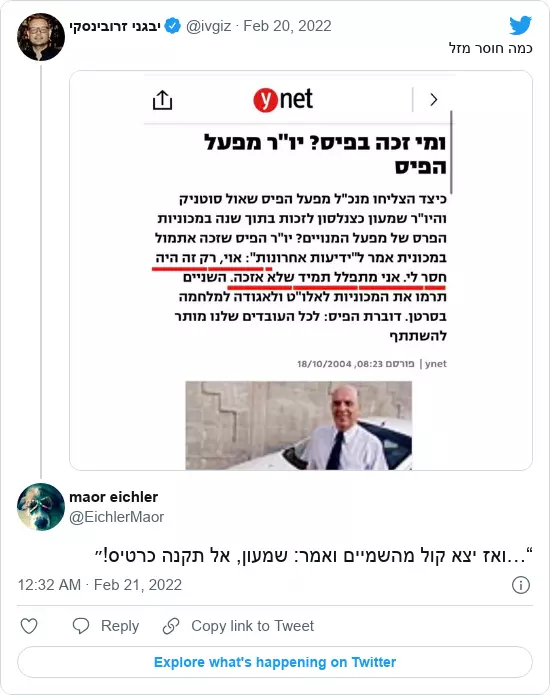 יבגני זרובינסקי @ivgiz · Feb 20, 2022
כמה חוסר מזל
ynet
ומי זכה בפיס? יו"ר מפעל
הפיס
כיצד הצליחו מנכ"ל מפעל הפיס שאול סוטניק
והיו"ר שמעון כצנלסון לזכות בתוך שנה במכוניות
הפרס של מפעל המנויים? יו"ר הפיס שזכה אתמול
במכונית אמר ל"ידיעות אחרונות": אוי, רק זה היה
חסר לי. אני מתפלל תמיד שלא אזכה. השניים
תרמו את המכוניות לאלו"ט ולאגודה למלחמה
בסרטן. דוברת הפיס: לכל העובדים שלנו מותר
להשתתף
ynet | פורסם 08:23, 18/10/2004
maor eichler
@EichlerMaor
“…ואז יצא קול מהשמיים ואמר: שמעון, אל תקנה כרטיס!״
12:32 AM · Feb 21, 2022
Reply Copy link to Tweet
Explore what's happening on Twitter